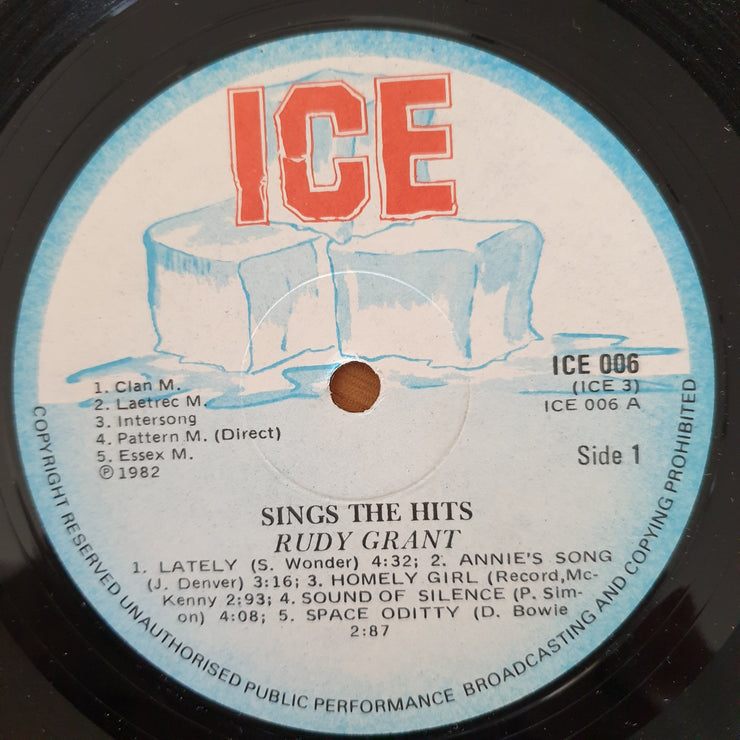 ICE
1. Clan M.
2. Laetrec M.
3. Intersong
4. Pattern M. (Direct)
5. Essex M.
℗ 1982
ICE 006
(ICE 3)
ICE 006 A
Side 1
SINGS THE HITS
RUDY GRANT
1. LATELY (S. Wonder) 4:32; 2. ANNIE'S SONG
(J. Denver) 3:16; 3. HOMELY GIRL (Record,Mc-
Kenny 2:93; 4. SOUND OF SILENCE (P. Sim-
on) 4:08; 5. SPACE ODITTY (D. Bowie
2:87
COPYRIGHT RESERVED UNAUTHORISED PUBLIC PERFORMANCE BROADCASTING AND COPYING PROHIBITED